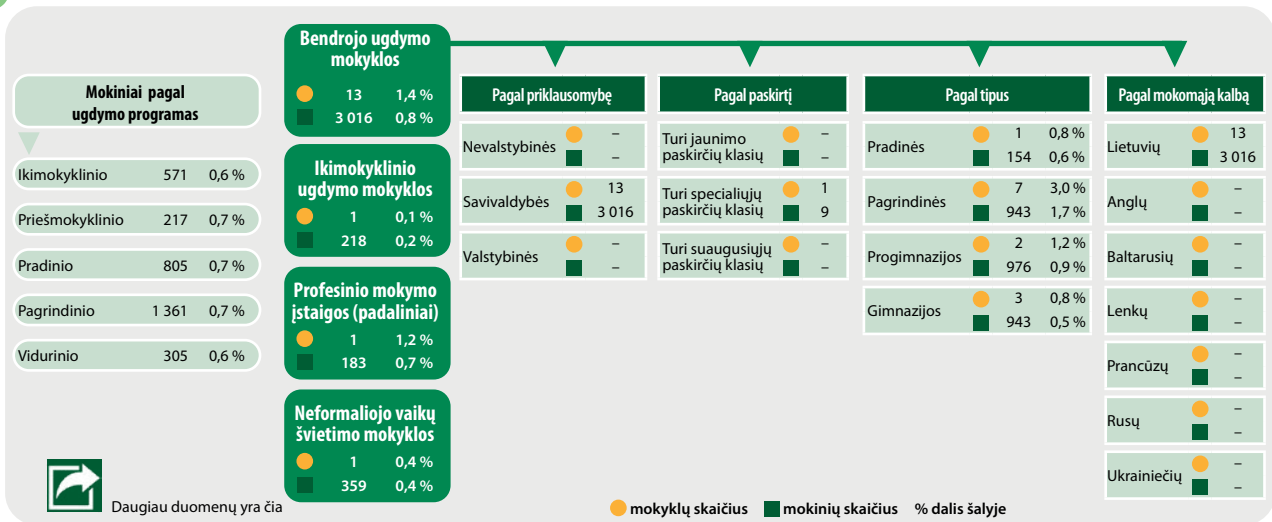 Mokiniai pagal
ugdymo programas
Ikimokyklinio 571 0,6 %
Priešmokyklinio 217 0,7 %
Pradinio 805 0,7 %
Pagrindinio 1 361 0,7 %
Vidurinio 305 0,6 %
Bendrojo ugdymo
mokyklos
13 1,4 %
3 016 0,8 %
Ikimokyklinio
ugdymo mokyklos
1 0,1 %
218 0,2 %
Profesinio mokymo
įstaigos (padaliniai)
1 1,2 %
183 0,7 %
Neformaliojo vaikų
švietimo mokyklos
1 0,4 %
359 0,4 %
Pagal priklausomybę
Nevalstybinės –
–
Savivaldybės 13
3 016
Valstybinės –
–
Pagal paskirtį
Turi jaunimo –
paskirčių klasių –
Turi specialiųjų 1
paskirčių klasių 9
Turi suaugusiųjų –
paskirčių klasių –
Pagal tipus
Pradinės 1 0,8 %
154 0,6 %
Pagrindinės 7 3,0 %
943 1,7 %
Progimnazijos 2 1,2 %
976 0,9 %
Gimnazijos 3 0,8 %
943 0,5 %
Pagal mokomąją kalbą
Lietuvių 13
3 016
Anglų –
–
Baltarusių –
–
Lenkų –
–
Prancūzų –
–
Rusų –
–
Ukrainiečių –
–
Daugiau duomenų yra čia
mokyklų skaičius mokinių skaičius % dalis šalyje